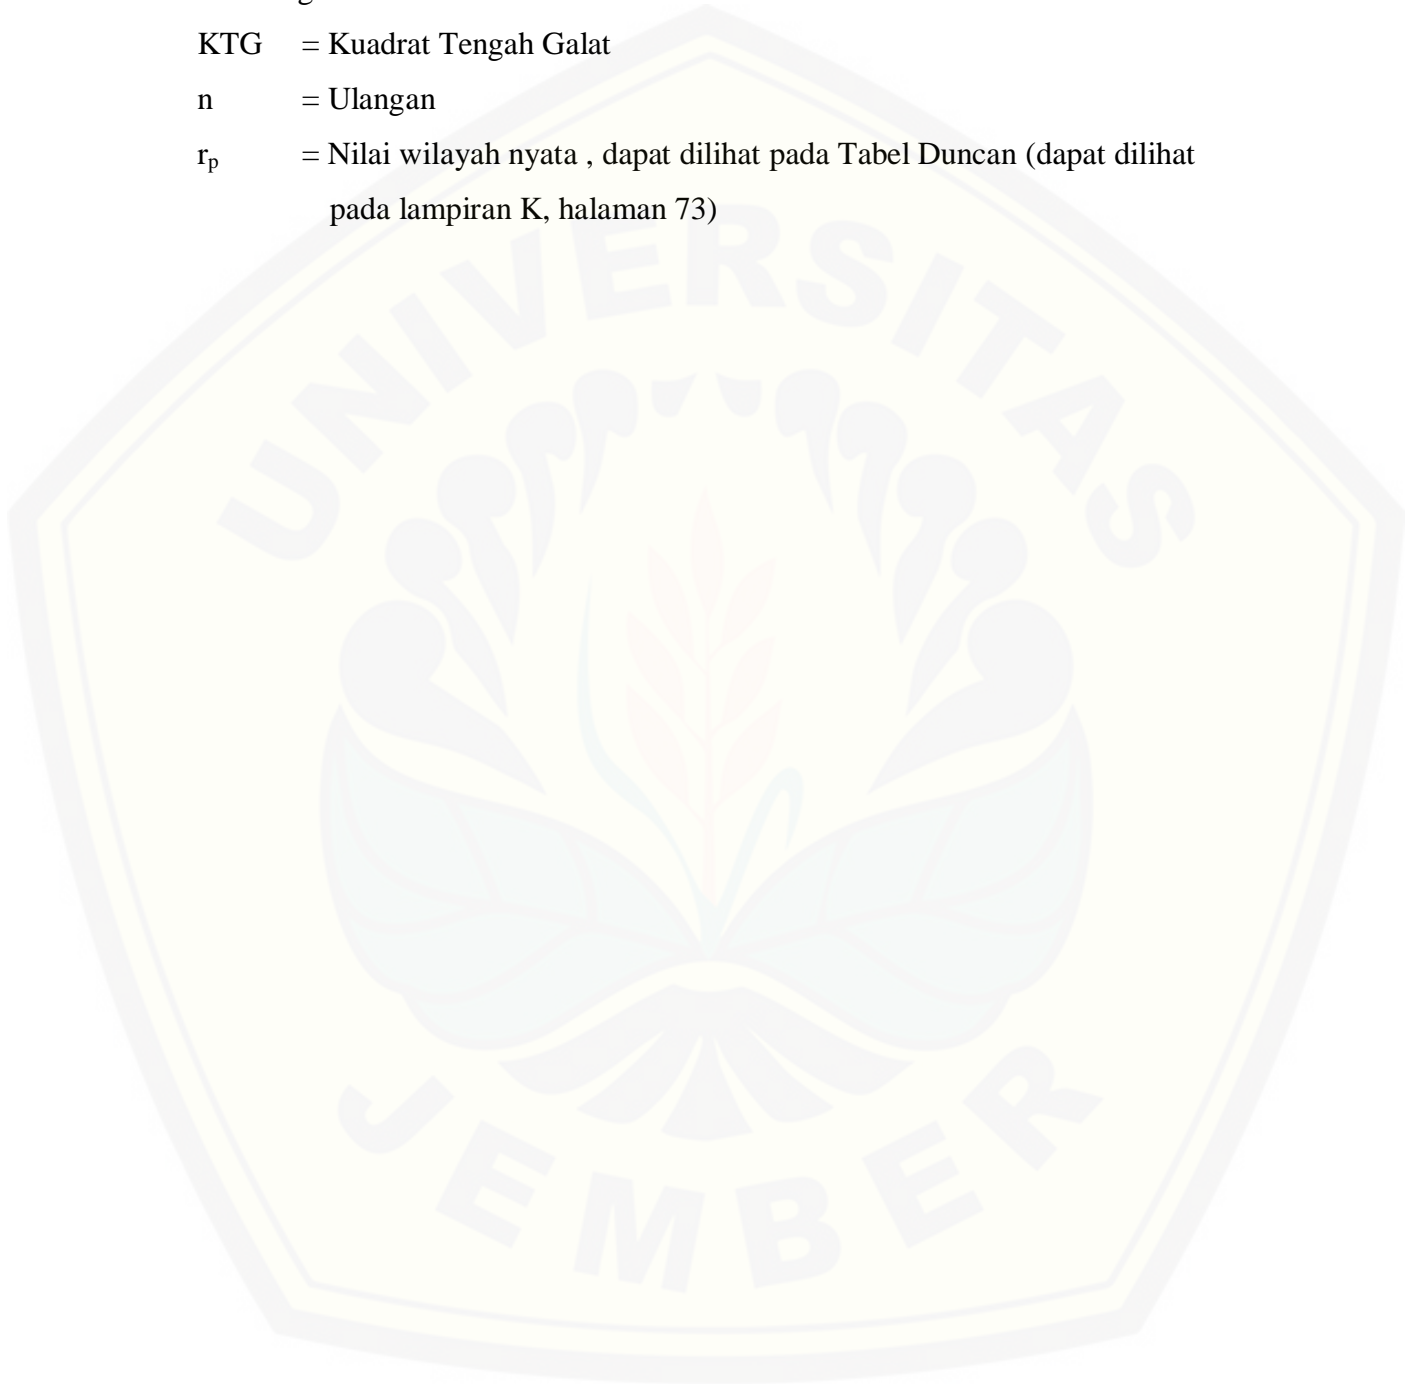 KTG = Kuadrat Tengah Galat
n = Ulangan
r_p = Nilai wilayah nyata , dapat dilihat pada Tabel Duncan (dapat dilihat
pada lampiran K, halaman 73)
UNIVERSITAS
JEMBER